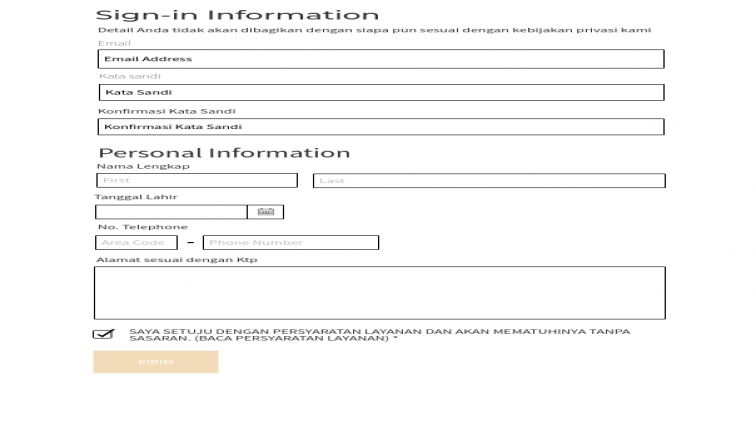 Sign-in Information
Detail Anda tidak akan dibagikan dengan siapa pun sesuai dengan kebijakan privasi kami
Email
Email Address
Kata sandi
Kata Sandi
Konfirmasi Kata Sandi
Konfirmasi Kata Sandi
Personal Information
Nama Lengkap
First Last
Tanggal Lahir
No. Telephone
Area Code – Phone Number
Alamat sesuai dengan Ktp
SAYA SETUJU DENGAN PERSYARATAN LAYANAN DAN AKAN MEMATUHINYA TANPA
SASARAN. (BACA PERSYARATAN LAYANAN) *
KIRIM